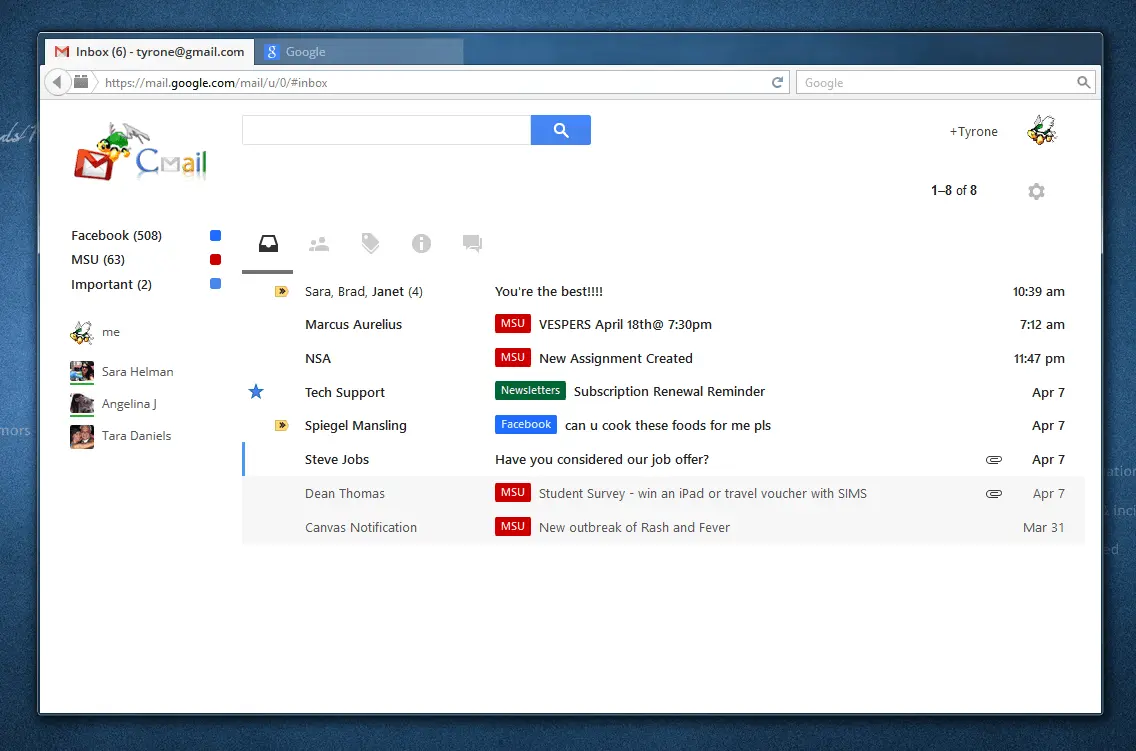 Inbox (6) - tyrone@gmail.com
Google
https://mail.google.com/mail/u/0/#inbox
Google
Cmail
+Tyrone
1–8 of 8
Facebook (508)
MSU (63)
Important (2)
me
Sara Helman
Angelina J
Tara Daniels
Sara, Brad, Janet (4) You're the best!!!! 10:39 am
Marcus Aurelius MSU VESPERS April 18th@ 7:30pm 7:12 am
NSA MSU New Assignment Created 11:47 pm
Tech Support Newsletters Subscription Renewal Reminder Apr 7
Spiegel Mansling Facebook can u cook these foods for me pls Apr 7
Steve Jobs Have you considered our job offer? Apr 7
Dean Thomas MSU Student Survey - win an iPad or travel voucher with SIMS Apr 7
Canvas Notification MSU New outbreak of Rash and Fever Mar 31